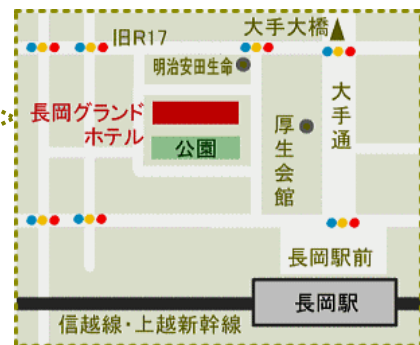 旧R17
大手大橋
明治安田生命
長岡グランド
ホテル
公園
厚生会館
大手通
長岡駅前
長岡駅
信越線・上越新幹線